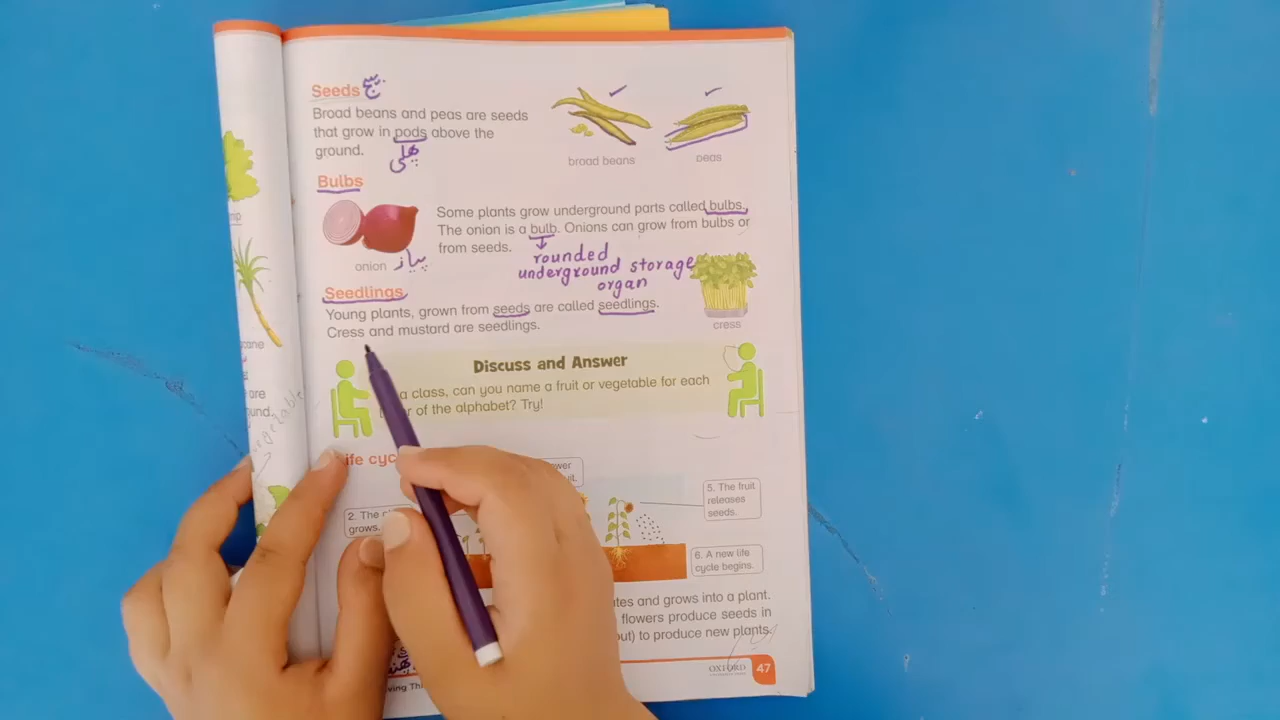 Seeds بیج
Broad beans and peas are seeds
that grow in pods above the
ground. پھلی
broad beans
peas
Bulbs
Some plants grow underground parts called bulbs.
The onion is a bulb. Onions can grow from bulbs or
from seeds.
rounded
underground storage
organ
onion پیاز
Seedlings
Young plants, grown from seeds are called seedlings.
Cress and mustard are seedlings.
cress
Discuss and Answer
a class, can you name a fruit or vegetable for each
of the alphabet? Try!
5. The fruit
releases
seeds.
2. The
grows.
6. A new life
cycle begins.
and grows into a plant.
flowers produce seeds in
to produce new plants.
OXFORD
47
are
vegetable